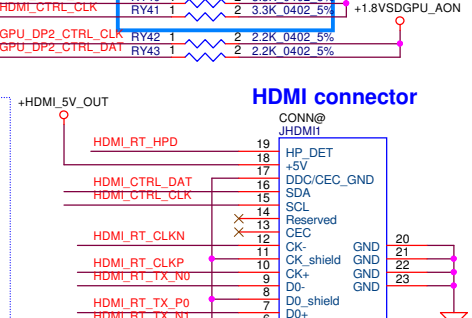 HDMI_CTRL_CLK RY41 1 2 3.3K_0402_5% +1.8VSDGPU_AON
GPU_DP2_CTRL_CLK RY42 1 2 2.2K_0402_5%
GPU_DP2_CTRL_DAT RY43 1 2 2.2K_0402_5%
HDMI connector
+HDMI_5V_OUT
CONN@
JHDMI1
HDMI_RT_HPD 19 HP_DET
18 +5V
17 DDC/CEC_GND
HDMI_CTRL_DAT 16 SDA
HDMI_CTRL_CLK 15 SCL
14 Reserved
13 CEC
HDMI_RT_CLKN 12 CK- GND 20
11 CK_shield GND 21
HDMI_RT_CLKP 10 CK+ GND 22
HDMI_RT_TX_N0 9 D0- GND 23
8 D0_shield
HDMI_RT_TX_P0 7 D0+
HDMI_RT_TX_N1